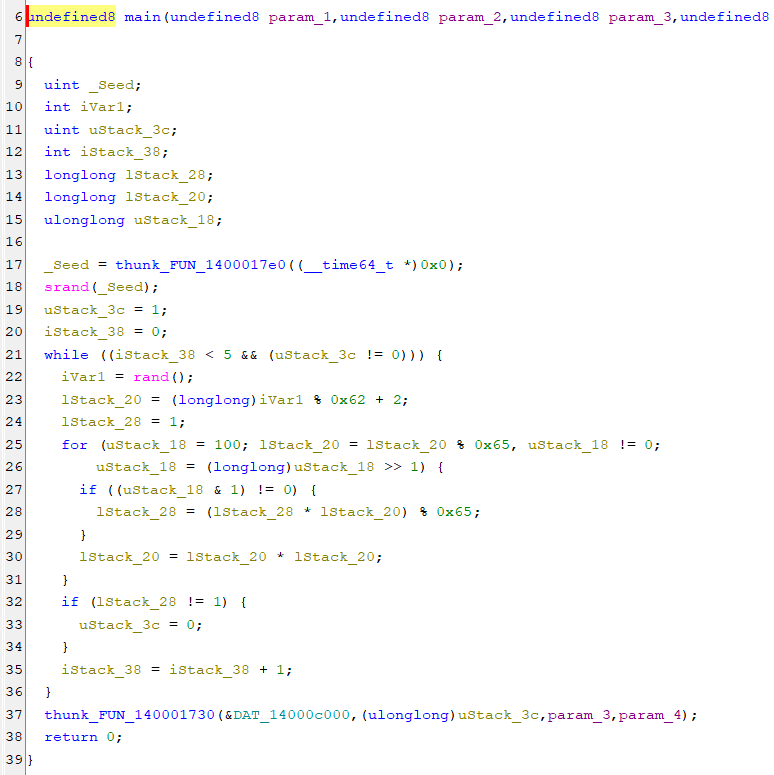 6 undefined8 main(undefined8 param_1,undefined8 param_2,undefined8 param_3,undefined8
7
8 {
9   uint _Seed;
10   int iVar1;
11   uint uStack_3c;
12   int iStack_38;
13   longlong lStack_28;
14   longlong lStack_20;
15   ulonglong uStack_18;
16
17   _Seed = thunk_FUN_1400017e0((__time64_t *)0x0);
18   srand(_Seed);
19   uStack_3c = 1;
20   iStack_38 = 0;
21   while ((iStack_38 < 5 && (uStack_3c != 0))) {
22     iVar1 = rand();
23     lStack_20 = (longlong)iVar1 % 0x62 + 2;
24     lStack_28 = 1;
25     for (uStack_18 = 100; lStack_20 = lStack_20 % 0x65, uStack_18 != 0;
26         uStack_18 = (longlong)uStack_18 >> 1) {
27       if ((uStack_18 & 1) != 0) {
28         lStack_28 = (lStack_28 * lStack_20) % 0x65;
29       }
30       lStack_20 = lStack_20 * lStack_20;
31     }
32     if (lStack_28 != 1) {
33       uStack_3c = 0;
34     }
35     iStack_38 = iStack_38 + 1;
36   }
37   thunk_FUN_140001730(&DAT_14000c000,(ulonglong)uStack_3c,param_3,param_4);
38   return 0;
39 }